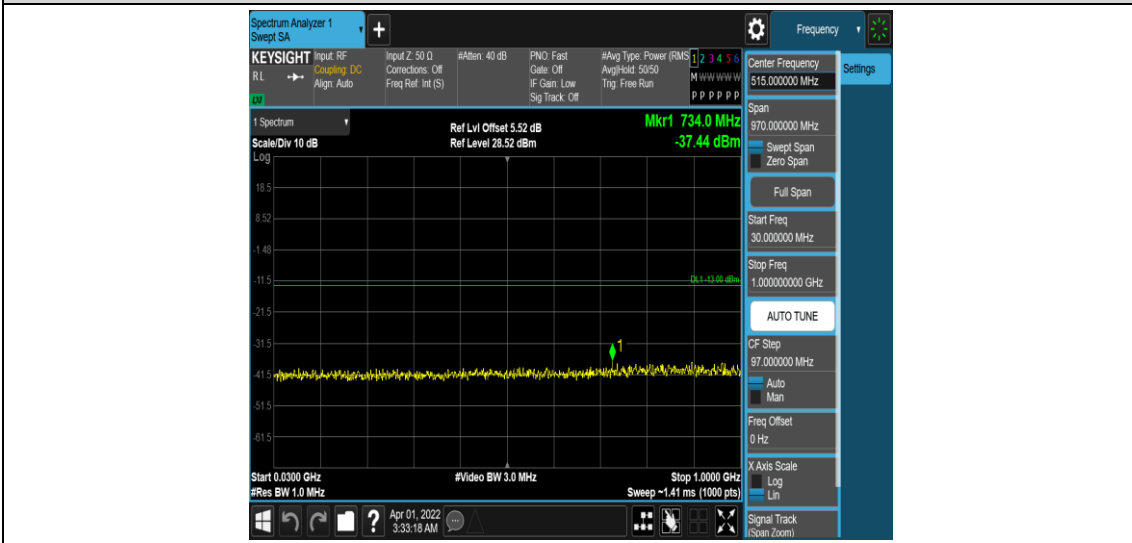 Spectrum Analyzer 1
Swept SA
+
Frequency
KEYSIGHT
RL
LXI
Input: RF
Coupling: DC
Align: Auto
Input Z: 50 Ω
Corrections: Off
Freq Ref: Int (S)
#Atten: 40 dB
PNO: Fast
Gate: Off
IF Gain: Low
Sig Track: Off
#Avg Type: Power (RMS
Avg|Hold: 50/50
Trig: Free Run
1 2 3 4 5 6
M W W W W W
P P P P P P
1 Spectrum
Scale/Div 10 dB
Log
Ref Lvl Offset 5.52 dB
Ref Level 28.52 dBm
Mkr1 734.0 MHz
-37.44 dBm
18.5
8.52
-1.48
-11.5
DL1 -13.00 dBm
-21.5
-31.5
1
-41.5
-51.5
-61.5
Start 0.0300 GHz
#Res BW 1.0 MHz
#Video BW 3.0 MHz
Stop 1.0000 GHz
Sweep ~1.41 ms (1000 pts)
?
Apr 01, 2022
3:33:18 AM
Center Frequency
515.000000 MHz
Settings
Span
970.000000 MHz
Swept Span
Zero Span
Full Span
Start Freq
30.000000 MHz
Stop Freq
1.000000000 GHz
AUTO TUNE
CF Step
97.000000 MHz
Auto
Man
Freq Offset
0 Hz
X Axis Scale
Log
Lin
Signal Track
(Span Zoom)